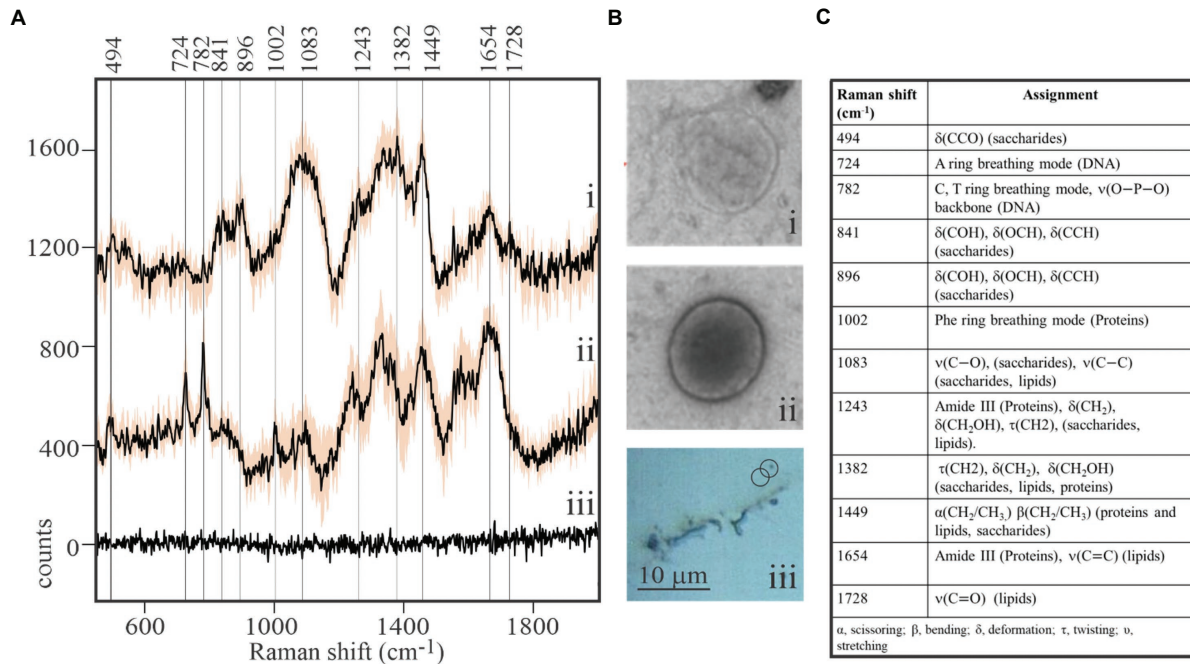 A
B
C
494
724
782
841
896
1002
1083
1243
1382
1449
1654
1728
1600
1200
800
400
0
counts
i
ii
iii
600
1000
1400
1800
Raman shift (cm⁻¹)
i
ii
10 μm
iii
Raman shift Assignment
(cm⁻¹)
494 δ(CCO) (saccharides)
724 A ring breathing mode (DNA)
782 C, T ring breathing mode, ν(O−P−O)
backbone (DNA)
841 δ(COH), δ(OCH), δ(CCH)
(saccharides)
896 δ(COH), δ(OCH), δ(CCH)
(saccharides)
1002 Phe ring breathing mode (Proteins)
1083 ν(C−O), (saccharides), ν(C−C)
(saccharides, lipids)
1243 Amide III (Proteins), δ(CH₂),
δ(CH₂OH), τ(CH2), (saccharides,
lipids).
1382 τ(CH2), δ(CH₂), δ(CH₂OH)
(saccharides, lipids, proteins)
1449 α(CH₂/CH₃,) β(CH₂/CH₃) (proteins and
lipids, saccharides)
1654 Amide III (Proteins), ν(C=C) (lipids)
1728 ν(C=O) (lipids)
α, scissoring; β, bending; δ, deformation; τ, twisting; υ,
stretching